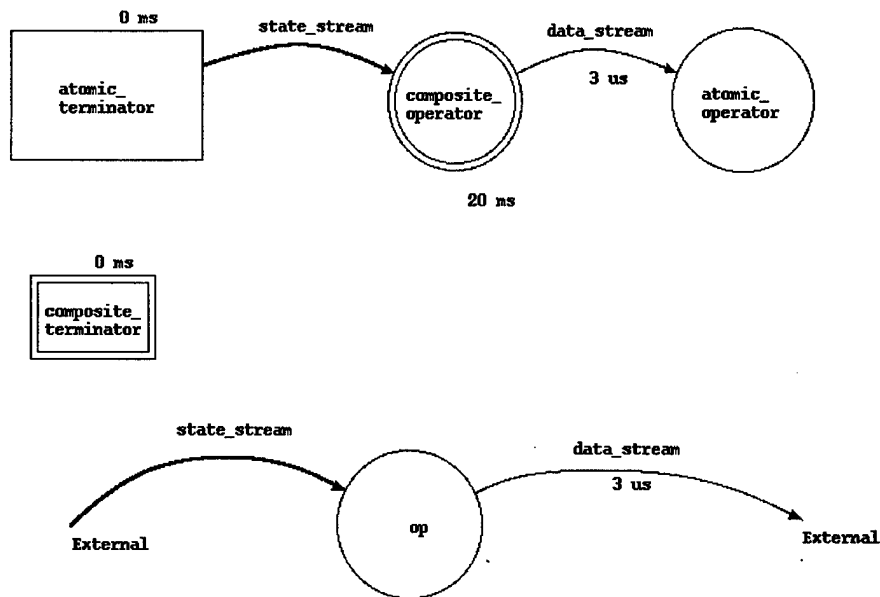 0 ms
state_stream
data_stream
atomic_
terminator
composite_
operator
3 us
atomic_
operator
20 ms
0 ms
composite_
terminator
state_stream
data_stream
3 us
op
External
External